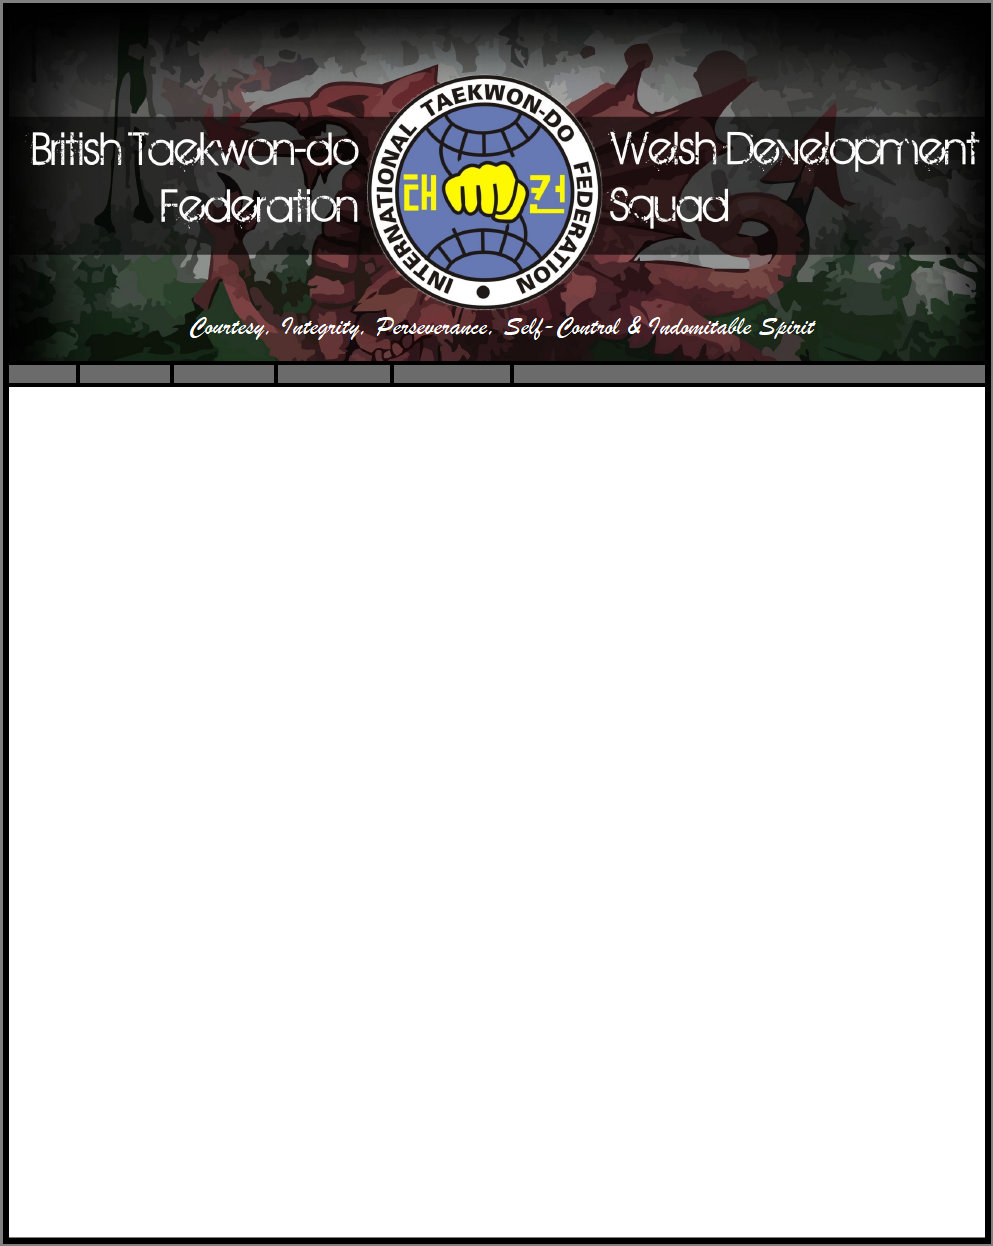 British Taekwon-do
Federation
INTERNATIONAL TAEKWON-DO FEDERATION
태 권
Welsh Development
Squad
Courtesy, Integrity, Perseverance, Self-Control & Indomitable Spirit